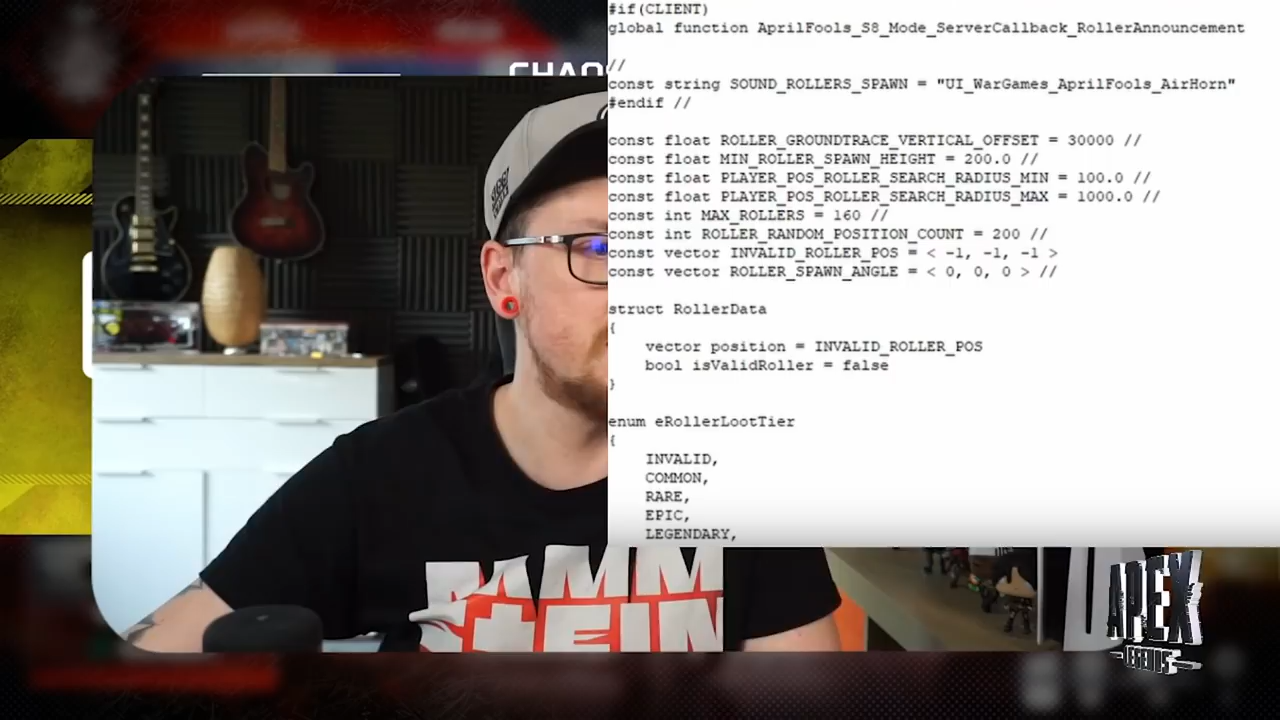 #if(CLIENT)
global function AprilFools_S8_Mode_ServerCallback_RollerAnnouncement
//
const string SOUND_ROLLERS_SPAWN = "UI_WarGames_AprilFools_AirHorn"
#endif //
const float ROLLER_GROUNDTRACE_VERTICAL_OFFSET = 30000 //
const float MIN_ROLLER_SPAWN_HEIGHT = 200.0 //
const float PLAYER_POS_ROLLER_SEARCH_RADIUS_MIN = 100.0 //
const float PLAYER_POS_ROLLER_SEARCH_RADIUS_MAX = 1000.0 //
const int MAX_ROLLERS = 160 //
const int ROLLER_RANDOM_POSITION_COUNT = 200 //
const vector INVALID_ROLLER_POS = < -1, -1, -1 >
const vector ROLLER_SPAWN_ANGLE = < 0, 0, 0 > //
struct RollerData
{
vector position = INVALID_ROLLER_POS
bool isValidRoller = false
}
enum eRollerLootTier
{
INVALID,
COMMON,
RARE,
EPIC,
LEGENDARY,
CHAO
RAMM
STEIN
APEX
LEGENDS